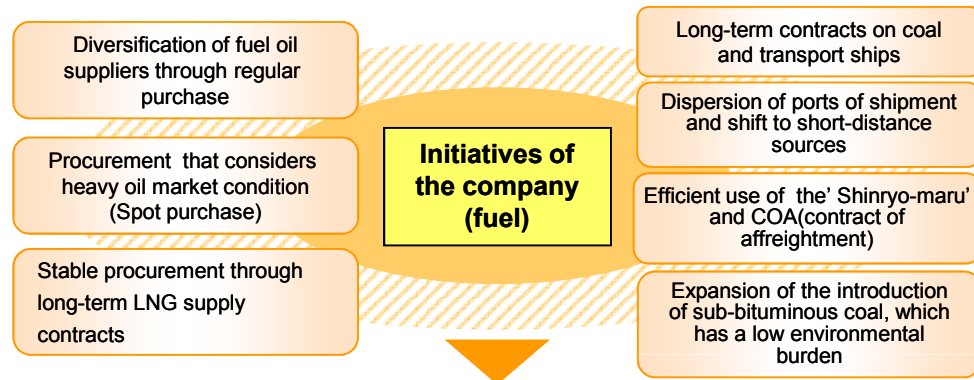 Diversification of fuel oil
suppliers through regular
purchase
Procurement that considers
heavy oil market condition
(Spot purchase)
Stable procurement through
long-term LNG supply
contracts
Initiatives of
the company
(fuel)
Long-term contracts on coal
and transport ships
Dispersion of ports of shipment
and shift to short-distance
sources
Efficient use of the' Shinryo-maru'
and COA(contract of
affreightment)
Expansion of the introduction
of sub-bituminous coal, which
has a low environmental
burden